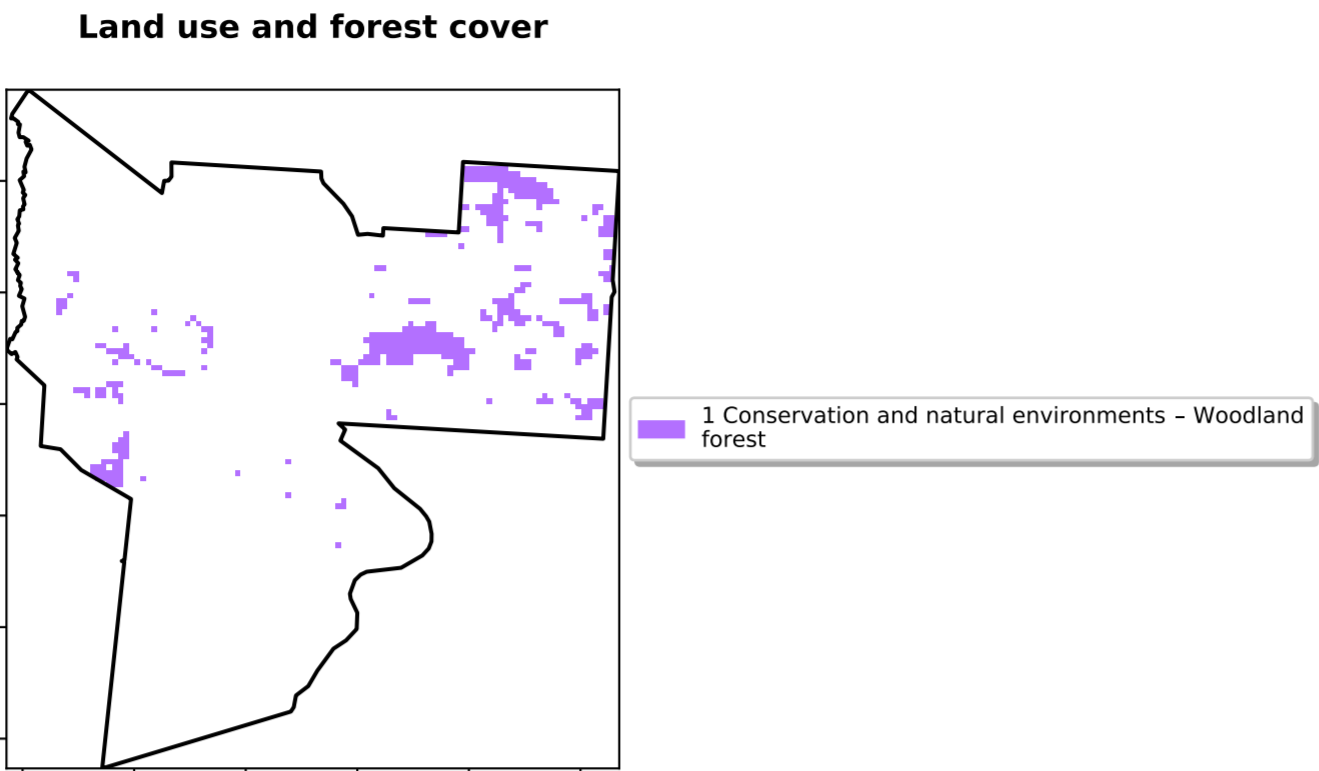 Land use and forest cover
1 Conservation and natural environments – Woodland
forest